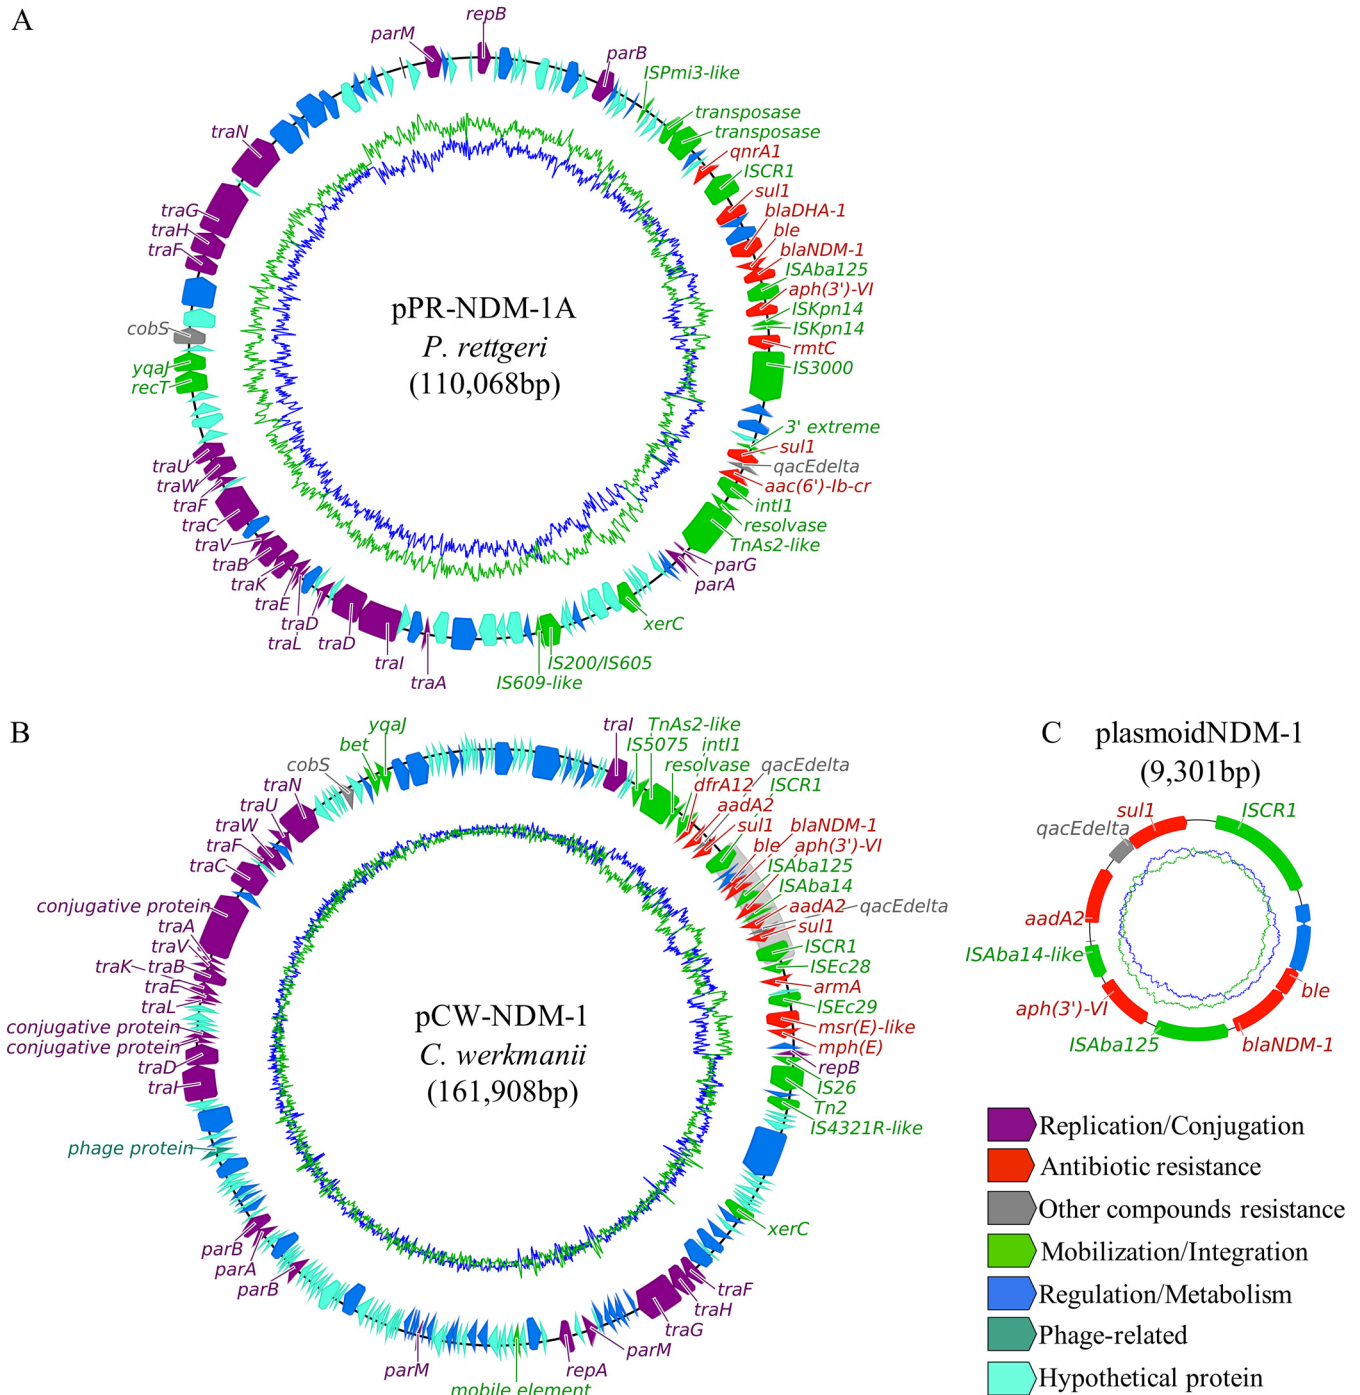 A
repB
parM
parB
ISPmi3-like
transposase
transposase
traN
qnrA1
ISCR1
sul1
traG
blaDHA-1
traH
ble
traF
blaNDM-1
ISAba125
aph(3')-VI
pPR-NDM-1A
ISKpn14
cobS
ISKpn14
P. rettgeri
rmtC
yqaJ
IS3000
recT
(110,068bp)
3' extreme
sul1
traU
qacEdelta
traW
aac(6')-Ib-cr
traF
intI1
traC
resolvase
traV
TnAs2-like
traB
parG
traK
parA
traE
traD
xerC
traL
traD
traI
IS200/IS605
traA
IS609-like
B
yqaJ
bet
cobS
traI
TnAs2-like
IS5075
intI1
resolvase
qacEdelta
traN
dfrA12
ISCR1
traU
aadA2
traW
sul1
blaNDM-1
traF
ble
aph(3')-VI
traC
ISAba125
ISAba14
conjugative protein
aadA2
qacEdelta
traA
sul1
traV
ISCR1
traK
traB
ISEc28
traE
armA
traL
ISEc29
pCW-NDM-1
conjugative protein
msr(E)-like
conjugative protein
mph(E)
C. werkmanii
traD
repB
traI
IS26
(161,908bp)
Tn2
IS4321R-like
phage protein
xerC
parB
parA
parB
traF
traH
traG
parM
parM
repA
mobile element
C
plasmoidNDM-1
(9,301bp)
sul1
ISCR1
qacEdelta
aadA2
ISAba14-like
ble
aph(3')-VI
ISAba125
blaNDM-1
Replication/Conjugation
Antibiotic resistance
Other compounds resistance
Mobilization/Integration
Regulation/Metabolism
Phage-related
Hypothetical protein